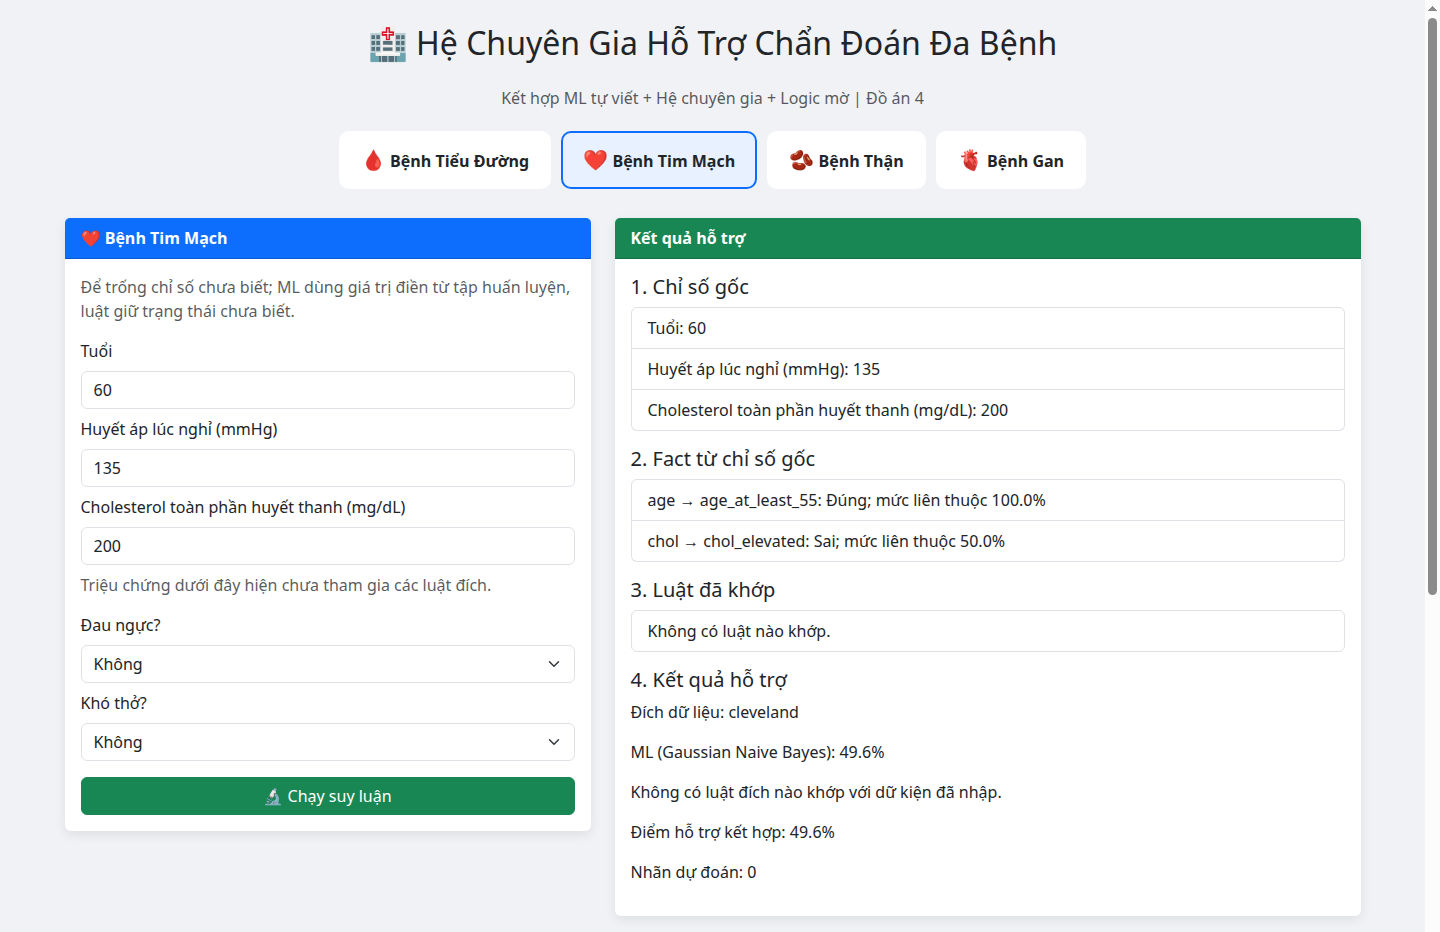 Hệ Chuyên Gia Hỗ Trợ Chẩn Đoán Đa Bệnh
Kết hợp ML tự viết + Hệ chuyên gia + Logic mờ | Đồ án 4
Bệnh Tiểu Đường
Bệnh Tim Mạch
Bệnh Thận
Bệnh Gan
Bệnh Tim Mạch
Để trống chỉ số chưa biết; ML dùng giá trị điền từ tập huấn luyện,
luật giữ trạng thái chưa biết.
Tuổi
60
Huyết áp lúc nghỉ (mmHg)
135
Cholesterol toàn phần huyết thanh (mg/dL)
200
Triệu chứng dưới đây hiện chưa tham gia các luật đích.
Đau ngực?
Không
Khó thở?
Không
Chạy suy luận
Kết quả hỗ trợ
1. Chỉ số gốc
Tuổi: 60
Huyết áp lúc nghỉ (mmHg): 135
Cholesterol toàn phần huyết thanh (mg/dL): 200
2. Fact từ chỉ số gốc
age → age_at_least_55: Đúng; mức liên thuộc 100.0%
chol → chol_elevated: Sai; mức liên thuộc 50.0%
3. Luật đã khớp
Không có luật nào khớp.
4. Kết quả hỗ trợ
Đích dữ liệu: cleveland
ML (Gaussian Naive Bayes): 49.6%
Không có luật đích nào khớp với dữ kiện đã nhập.
Điểm hỗ trợ kết hợp: 49.6%
Nhãn dự đoán: 0